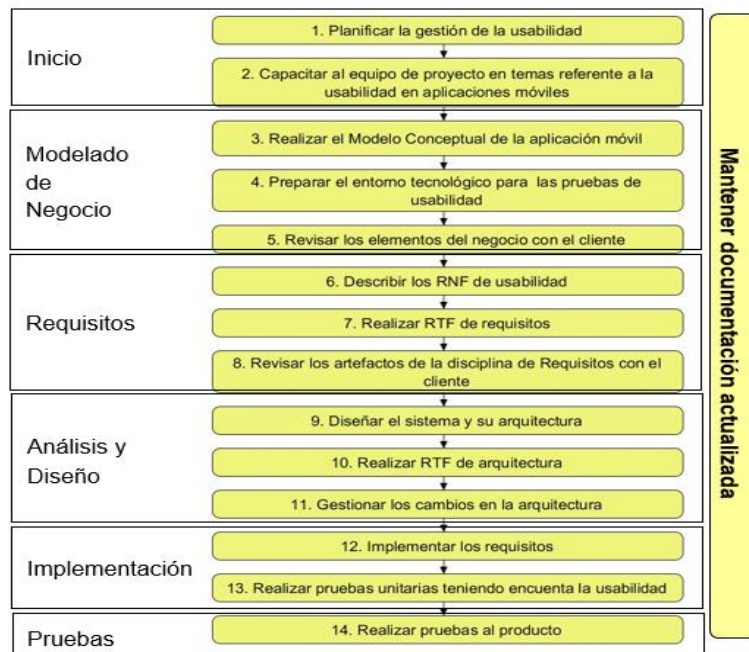 Inicio
1. Planificar la gestión de la usabilidad
2. Capacitar al equipo de proyecto en temas referente a la
usabilidad en aplicaciones móviles
Modelado
de
Negocio
3. Realizar el Modelo Conceptual de la aplicación móvil
4. Preparar el entorno tecnológico para las pruebas de
usabilidad
5. Revisar los elementos del negocio con el cliente
Requisitos
6. Describir los RNF de usabilidad
7. Realizar RTF de requisitos
8. Revisar los artefactos de la disciplina de Requisitos con el
cliente
Análisis y
Diseño
9. Diseñar el sistema y su arquitectura
10. Realizar RTF de arquitectura
11. Gestionar los cambios en la arquitectura
Implementación
12. Implementar los requisitos
13. Realizar pruebas unitarias teniendo encuenta la usabilidad
Pruebas
14. Realizar pruebas al producto
Mantener documentación actualizada